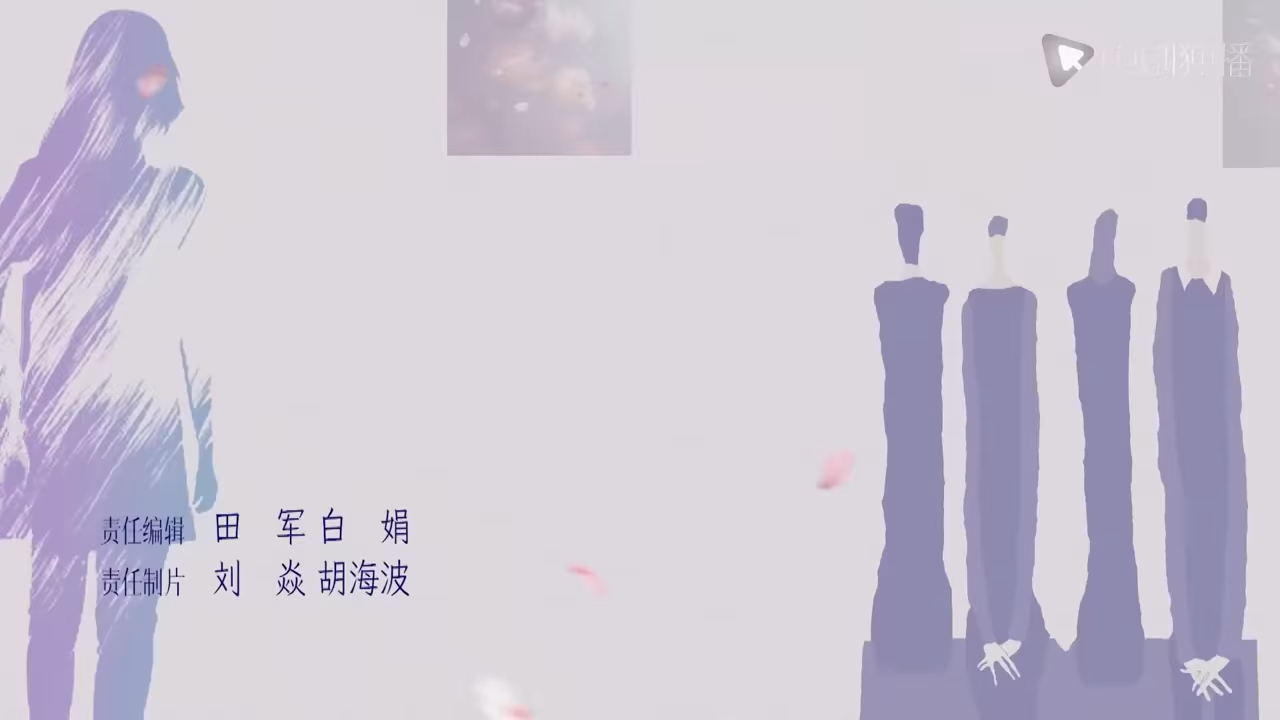 责任编辑 田 军 白 娟
责任制片 刘 焱 胡海波